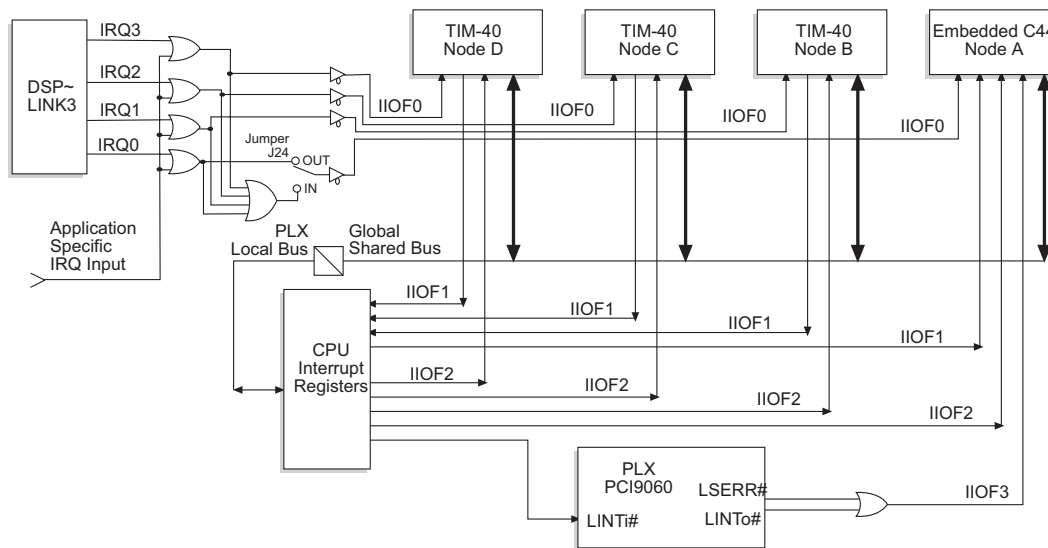 IRQ3
IRQ2
IRQ1
IRQ0
DSP~
LINK3
TIM-40
Node D
TIM-40
Node C
TIM-40
Node B
Embedded C44
Node A
IIOF0
IIOF0
IIOF0
IIOF0
Jumper
J24
OUT
IN
Application
Specific
IRQ Input
PLX
Local Bus
Global
Shared Bus
IIOF1
IIOF1
IIOF1
IIOF1
CPU
Interrupt
Registers
IIOF2
IIOF2
IIOF2
IIOF2
PLX
PCI9060
LSERR#
LINTo#
LINTi#
IIOF3